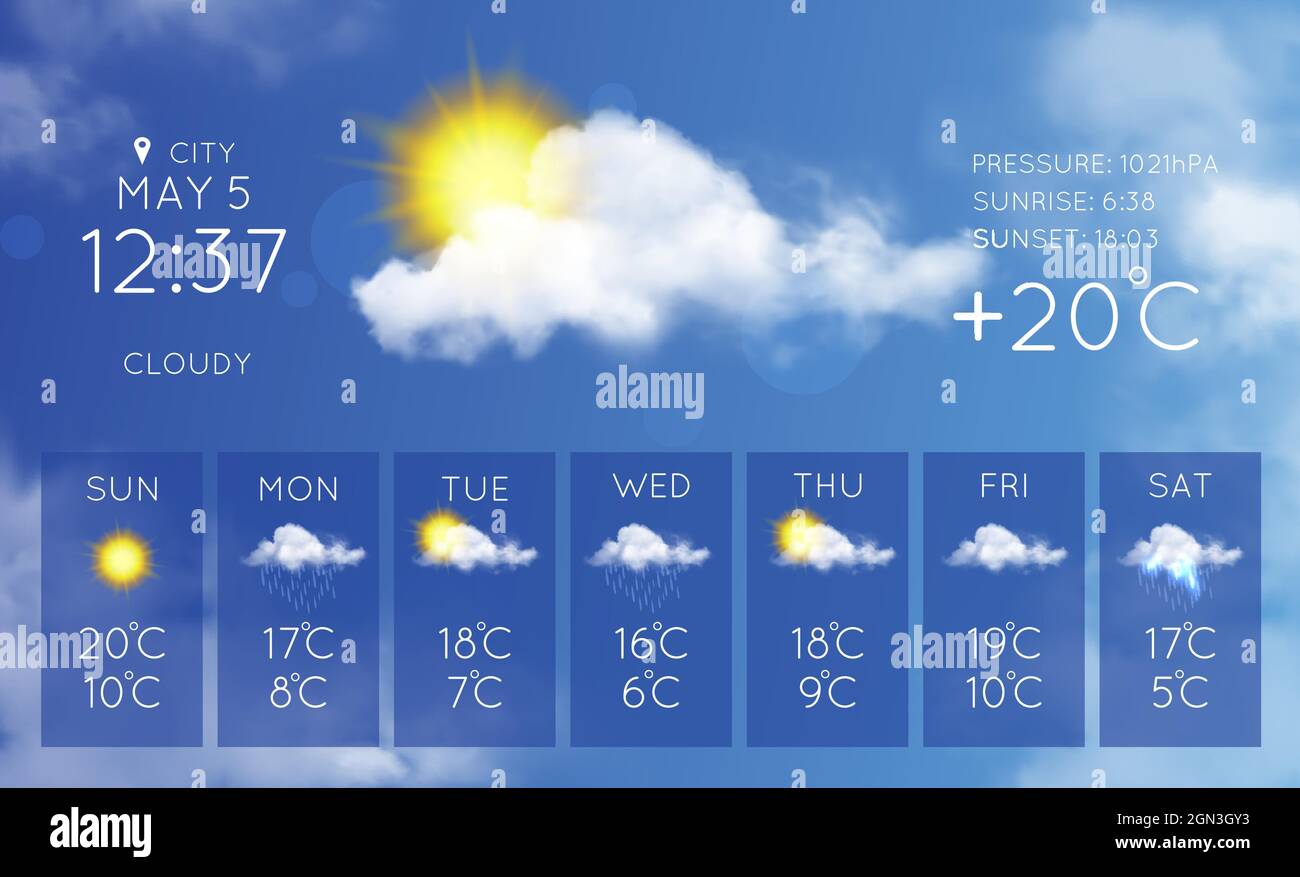 CITY
MAY 5
12:37
CLOUDY
PRESSURE: 1021hPA
SUNRISE: 6:38
SUNSET: 18:03
+20°C
SUN
20°C
10°C
MON
17°C
8°C
TUE
18°C
7°C
WED
16°C
6°C
THU
18°C
9°C
FRI
19°C
10°C
SAT
17°C
5°C
alamy
a
alamy
Image ID: 2GN3GY3
www.alamy.com